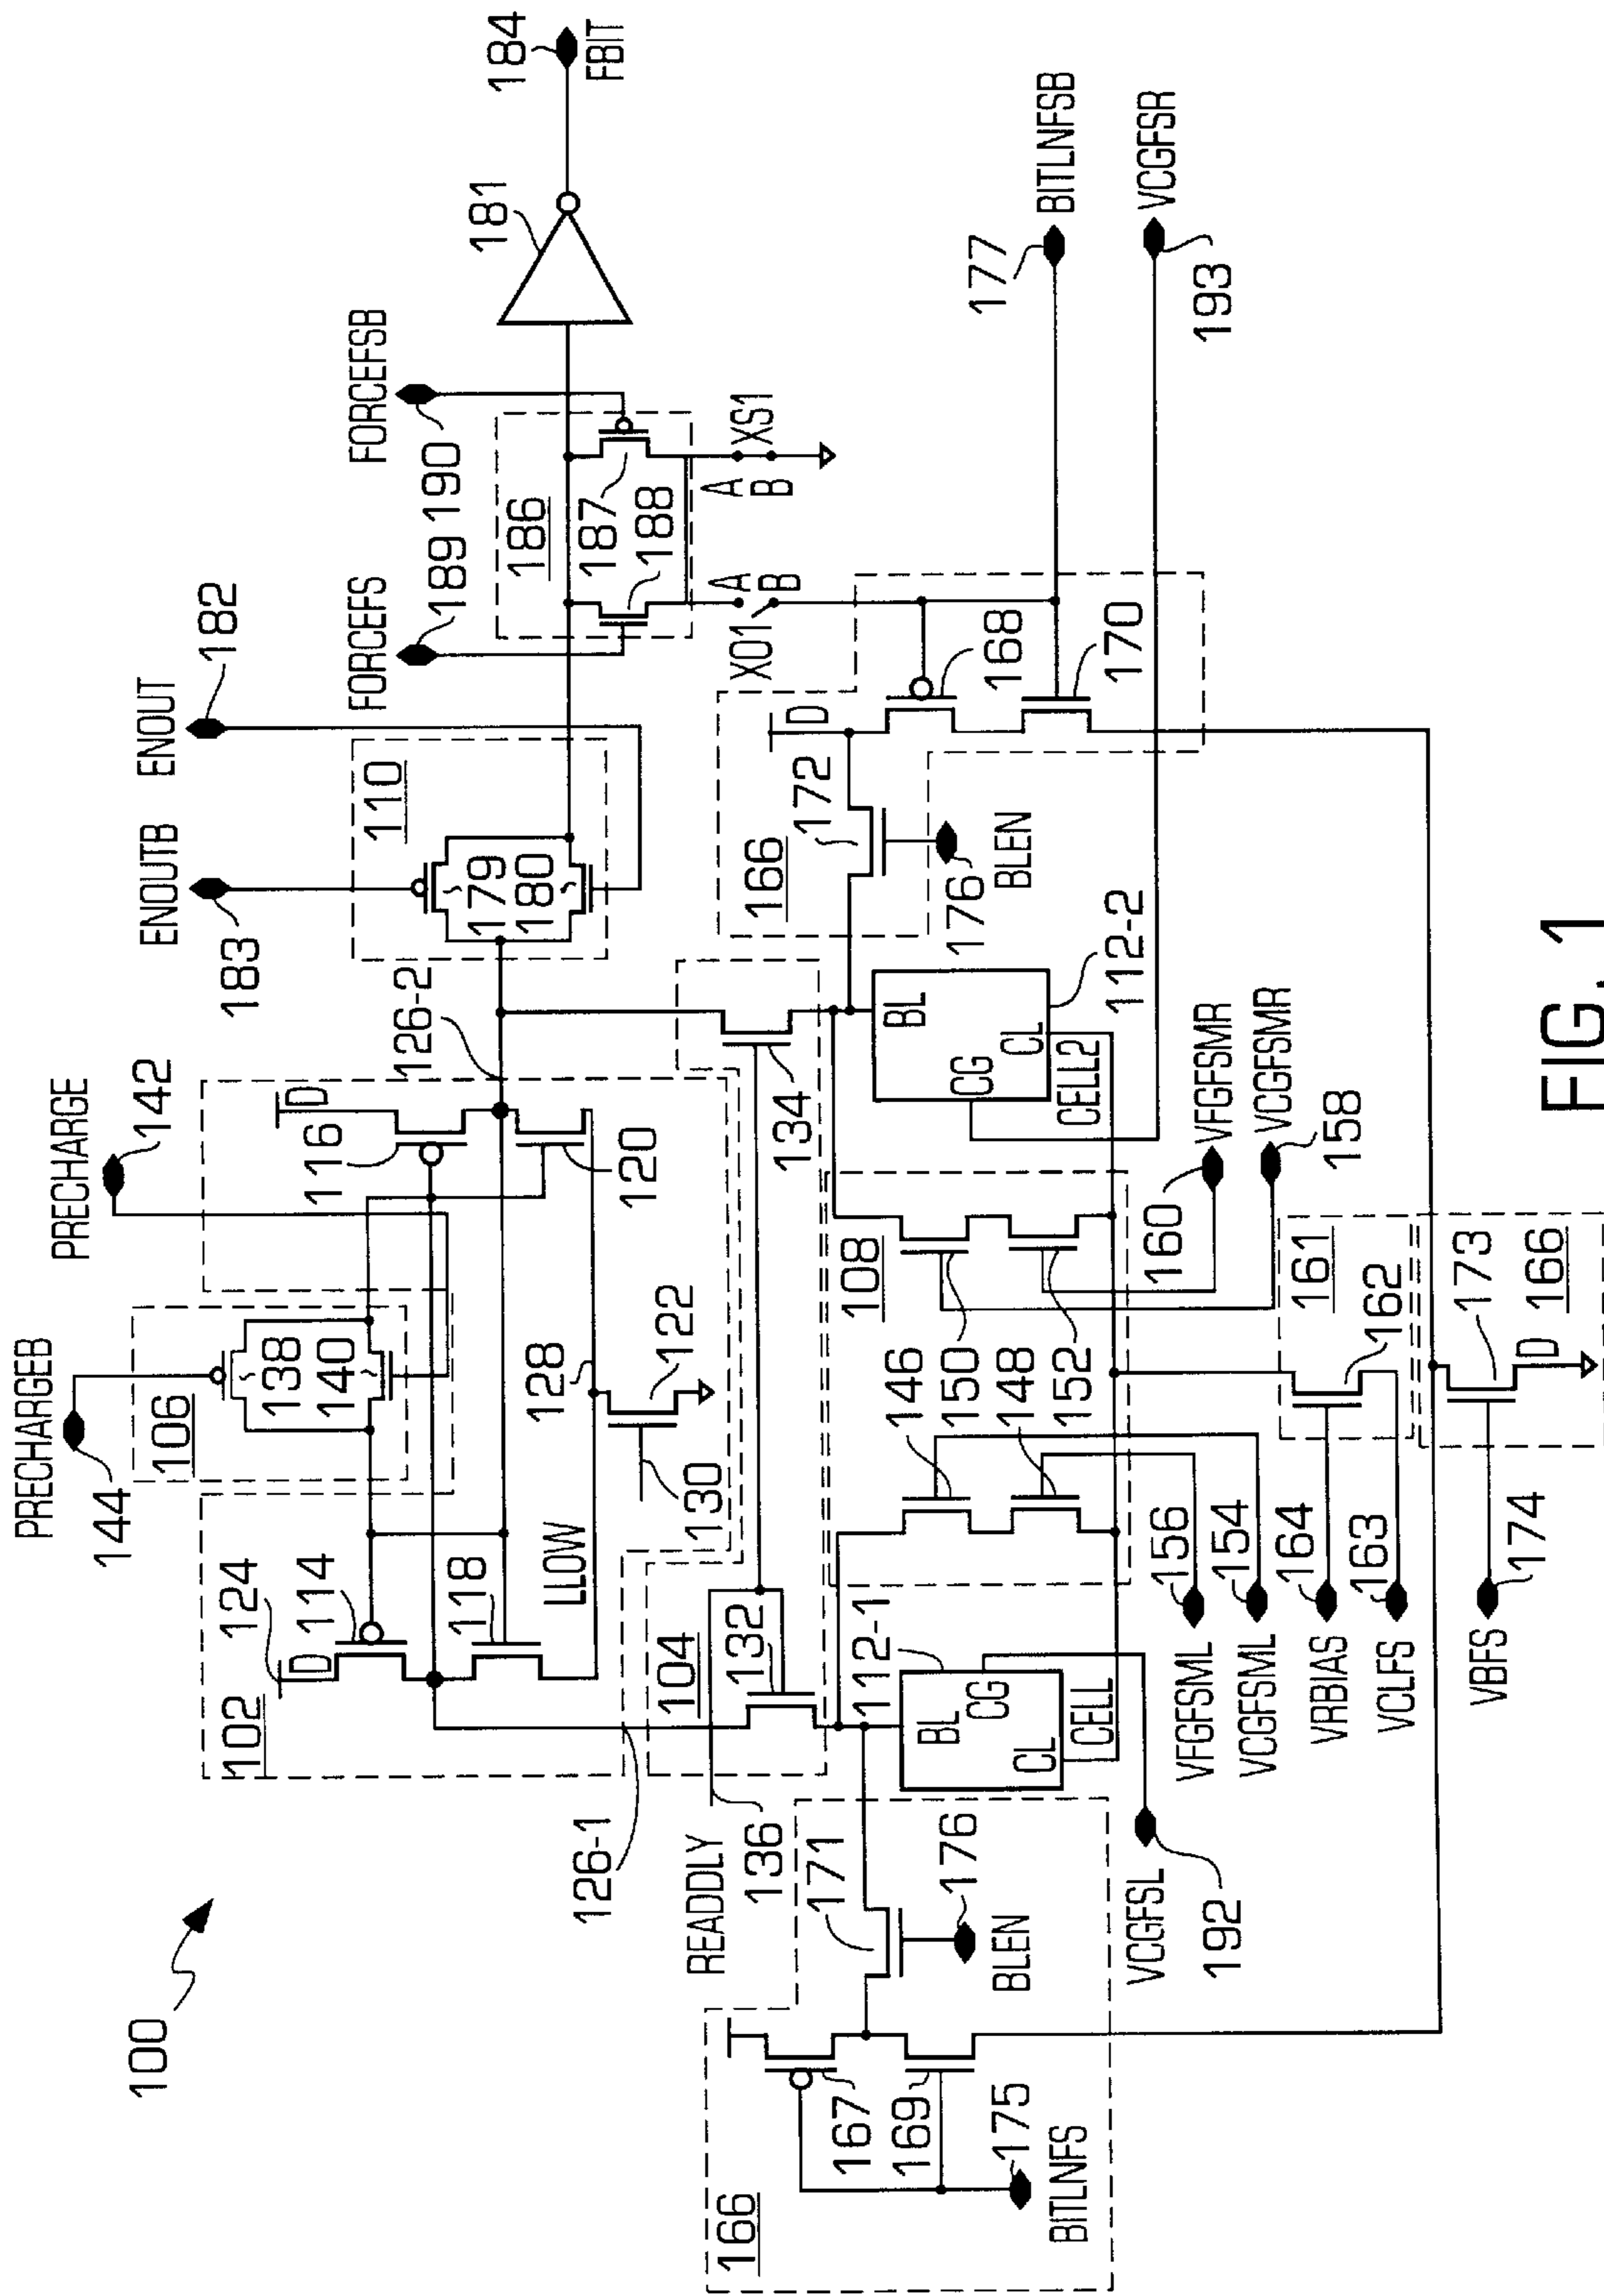 100
PRECHARGEB
144
PRECHARGE
142
106
138
140
102
124
D
114
118
LLOW
128
130
122
116
D
120
126-2
126-1
ENOUTB
183
ENOUT
182
110
179
180
FORCEFS
189
FORCEFSB
190
186
187
188
181
184
FBIT
XO1
A
B
A
B
XS1
READDLY
136
104
132
134
166
167
169
175
BITLNFS
171
176
BLEN
112-1
BL
CG
CL
CELL
VCGFSL
192
146
148
150
152
108
BL
CG
CL
CELL2
112-2
166
172
D
168
170
176
BLEN
177
BITLNFSB
193
VCGFSR
160
VFGFSMR
VCGFSMR
158
156
VFGFSML
154
VCGFSML
164
VRBIAS
163
VCLFS
161
162
174
VBFS
173
166
D
FIG. 1